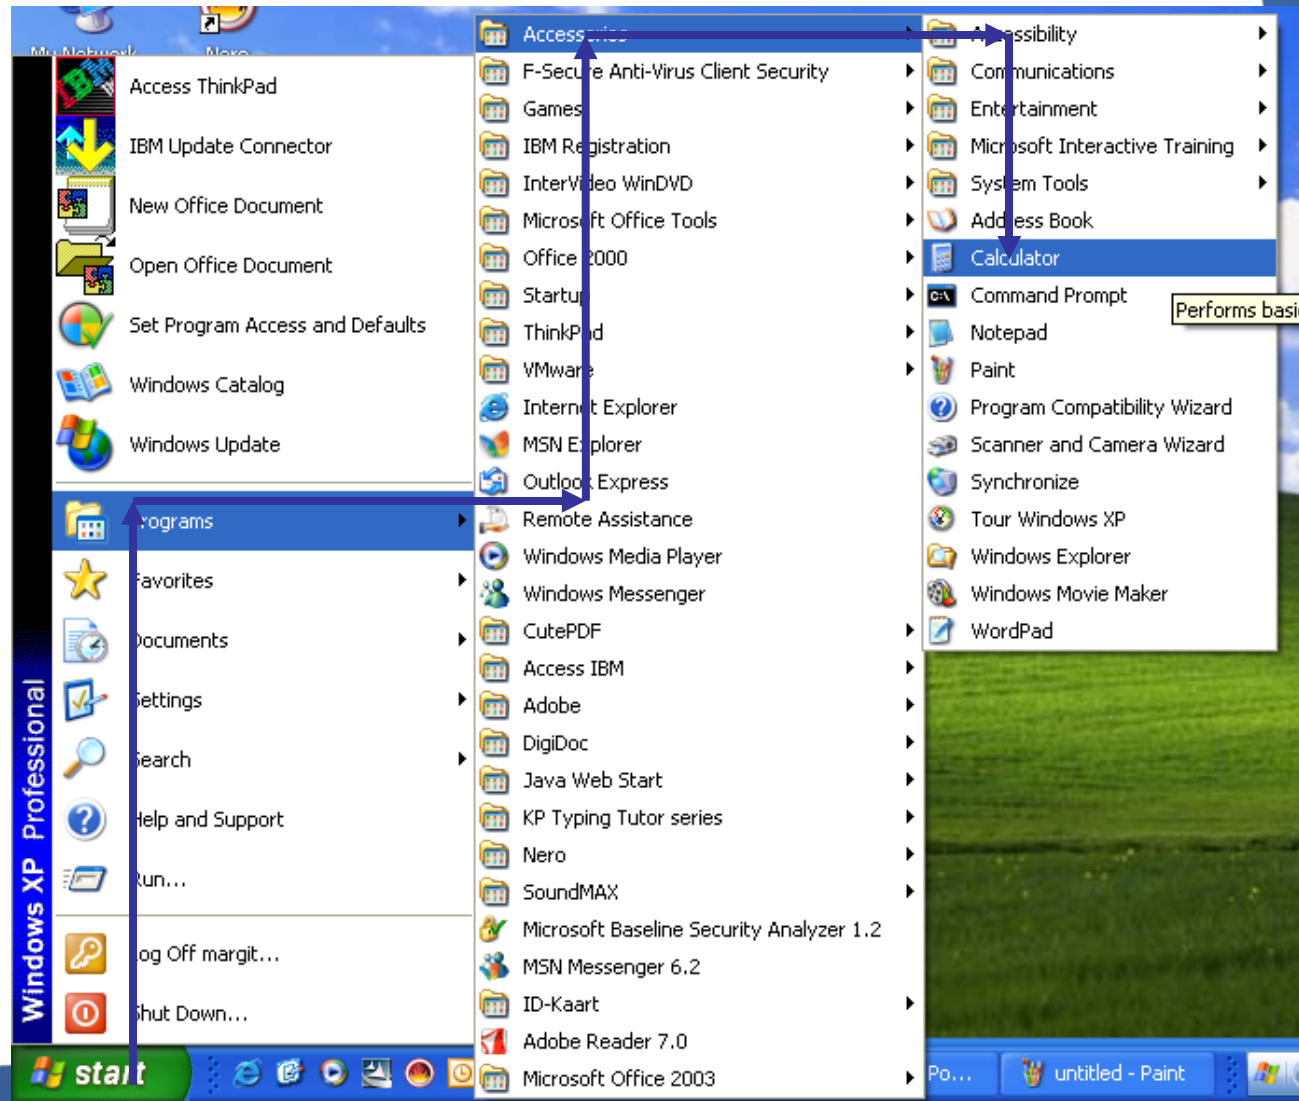 My Network
Nero
Access ThinkPad
IBM Update Connector
New Office Document
Open Office Document
Set Program Access and Defaults
Windows Catalog
Windows Update
Programs
Favorites
Documents
Settings
Search
Help and Support
Run...
Log Off margit...
Shut Down...
Windows XP Professional
Accessories
F-Secure Anti-Virus Client Security
Games
IBM Registration
InterVideo WinDVD
Microsoft Office Tools
Office 2000
Startup
ThinkPad
VMware
Internet Explorer
MSN Explorer
Outlook Express
Remote Assistance
Windows Media Player
Windows Messenger
CutePDF
Access IBM
Adobe
DigiDoc
Java Web Start
KP Typing Tutor series
Nero
SoundMAX
Microsoft Baseline Security Analyzer 1.2
MSN Messenger 6.2
ID-Kaart
Adobe Reader 7.0
Microsoft Office 2003
Accessibility
Communications
Entertainment
Microsoft Interactive Training
System Tools
Address Book
Calculator
Command Prompt
Notepad
Paint
Program Compatibility Wizard
Scanner and Camera Wizard
Synchronize
Tour Windows XP
Windows Explorer
Windows Movie Maker
WordPad
Performs basi
start
Po...
untitled - Paint